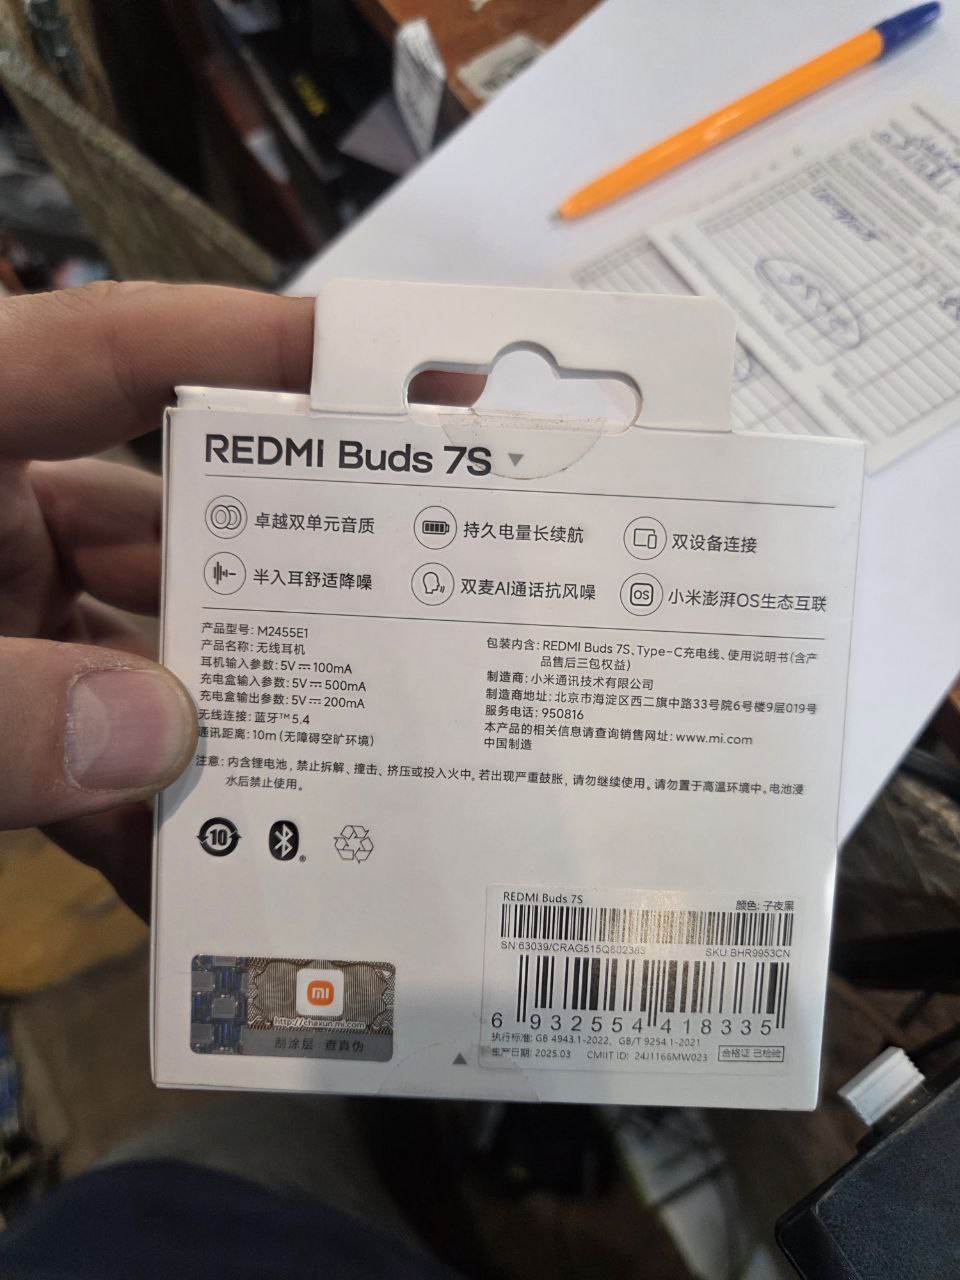 REDMI Buds 7S
卓越双单元音质
持久电量长续航
双设备连接
半入耳舒适降噪
双麦AI通话抗风噪
OS
小米澎湃OS生态互联
产品型号: M2455E1
产品名称: 无线耳机
耳机输入参数: 5V⎓100mA
充电盒输入参数: 5V⎓500mA
充电盒输出参数: 5V⎓200mA
无线连接: 蓝牙™5.4
通讯距离: 10m (无障碍空旷环境)
包装内含: REDMI Buds 7S、Type-C充电线、使用说明书(含产
品售后三包权益)
制造商: 小米通讯技术有限公司
制造商地址: 北京市海淀区西二旗中路33号院6号楼9层019号
服务电话: 950816
本产品的相关信息请查询销售网址: www.mi.com
中国制造
注意: 内含锂电池, 禁止拆解、撞击、挤压或投入火中。若出现严重鼓胀, 请勿继续使用。请勿置于高温环境中。电池浸
水后禁止使用。
10
REDMI Buds 7S
颜色: 子夜黑
SN:63039/CRAG515Q802383
SKU: BHR9953CN
6 932554 418335
执行标准: GB 4943.1-2022、GB/T 9254.1-2021
生产日期: 2025.03 CMIIT ID: 24J1166MW023 合格证 已检验
mi
http://chaxun.mi.com
刮涂层 查真伪